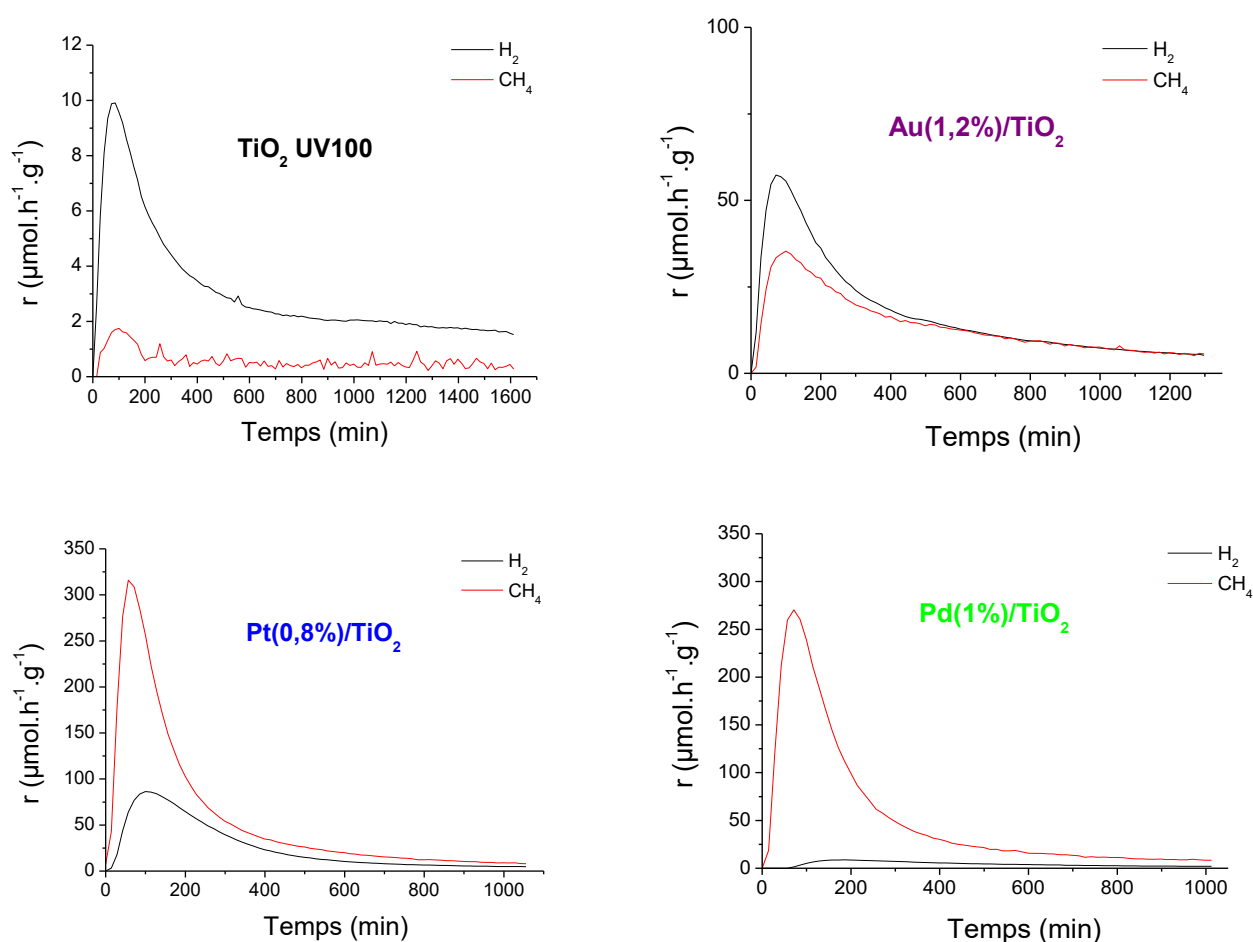 12
10
8
6
4
2
0
r (µmol.h⁻¹.g⁻¹)
H₂
CH₄
TiO₂ UV100
0 200 400 600 800 1000 1200 1400 1600
Temps (min)
100
50
0
r (µmol.h⁻¹.g⁻¹)
H₂
CH₄
Au(1,2%)/TiO₂
0 200 400 600 800 1000 1200
Temps (min)
350
300
250
200
150
100
50
0
r (µmol.h⁻¹.g⁻¹)
H₂
CH₄
Pt(0,8%)/TiO₂
0 200 400 600 800 1000
Temps (min)
350
300
250
200
150
100
50
0
r (µmol.h⁻¹.g⁻¹)
H₂
CH₄
Pd(1%)/TiO₂
0 200 400 600 800 1000
Temps (min)